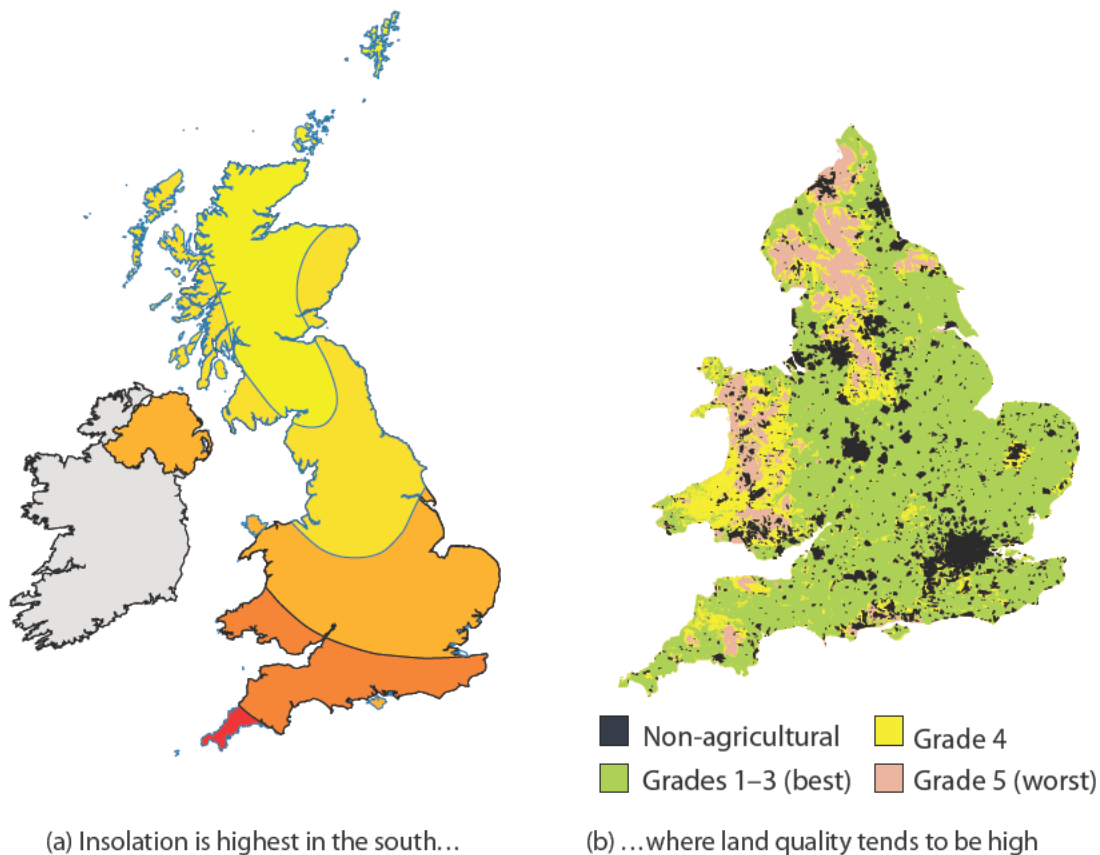 Non-agricultural
Grade 4
Grades 1–3 (best)
Grade 5 (worst)
(a) Insolation is highest in the south…
(b) …where land quality tends to be high